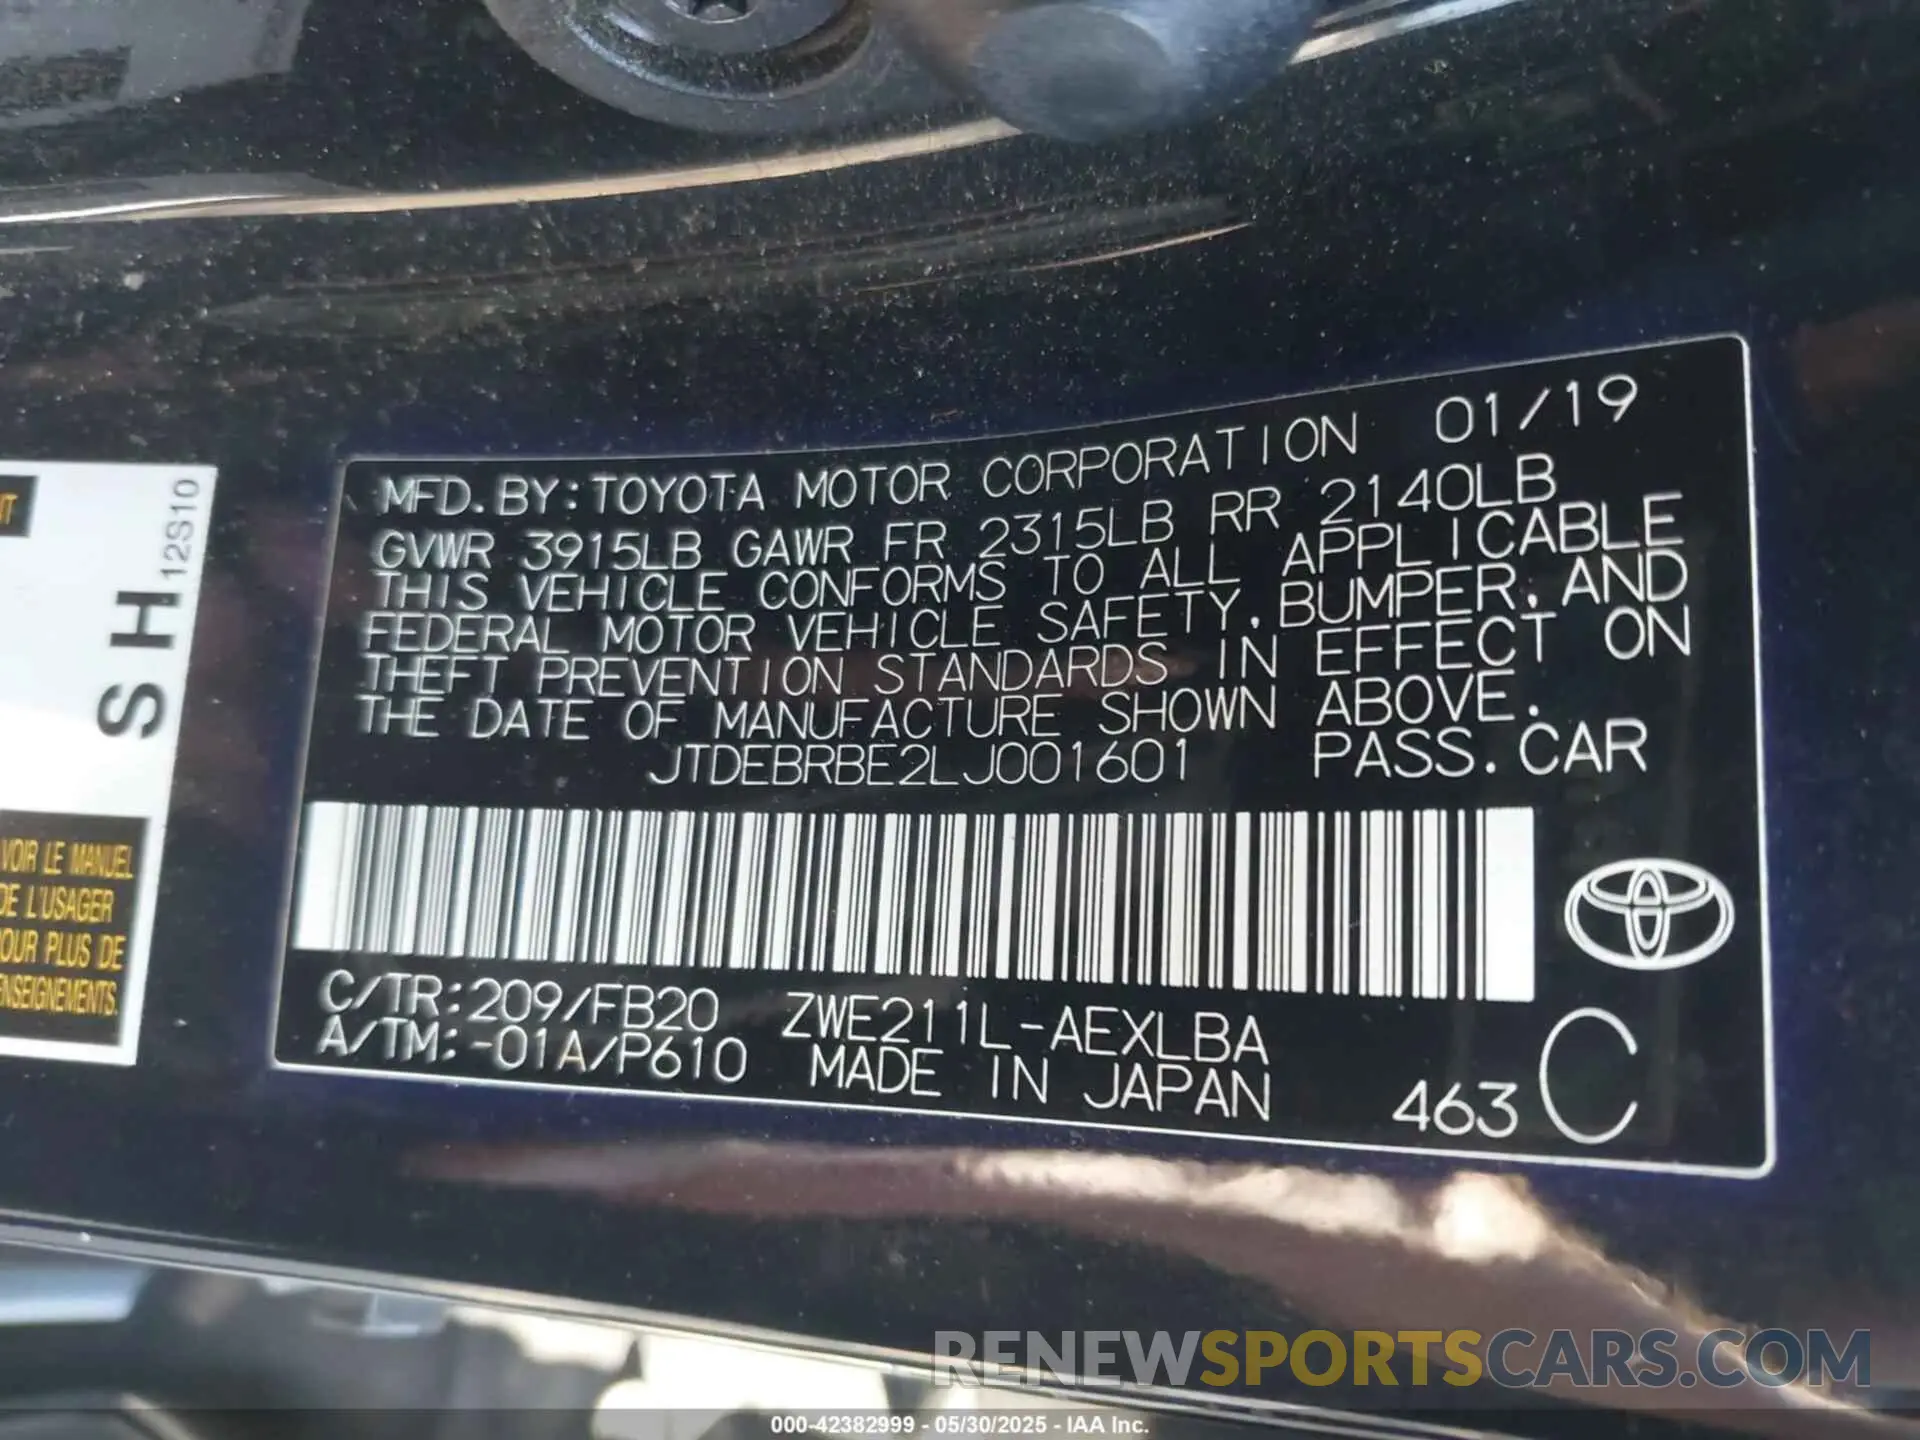 MFD. BY: TOYOTA MOTOR CORPORATION 01/19
GVWR 3915LB GAWR FR 2315LB RR 2140LB
THIS VEHICLE CONFORMS TO ALL APPLICABLE
FEDERAL MOTOR VEHICLE SAFETY, BUMPER, AND
THEFT PREVENTION STANDARDS IN EFFECT ON
THE DATE OF MANUFACTURE SHOWN ABOVE.
JTDEBRBE2LJ001601 PASS. CAR
C/TR: 209/FB20 ZWE211L-AEXLBA
A/TM: -01A/P610 MADE IN JAPAN
463 C
SH 12S10
VOIR LE MANUEL
DE L'USAGER
PLUS DE
RENEWSPORTSCARS.COM
000-42382999 - 05/30/2025 - IAA Inc.